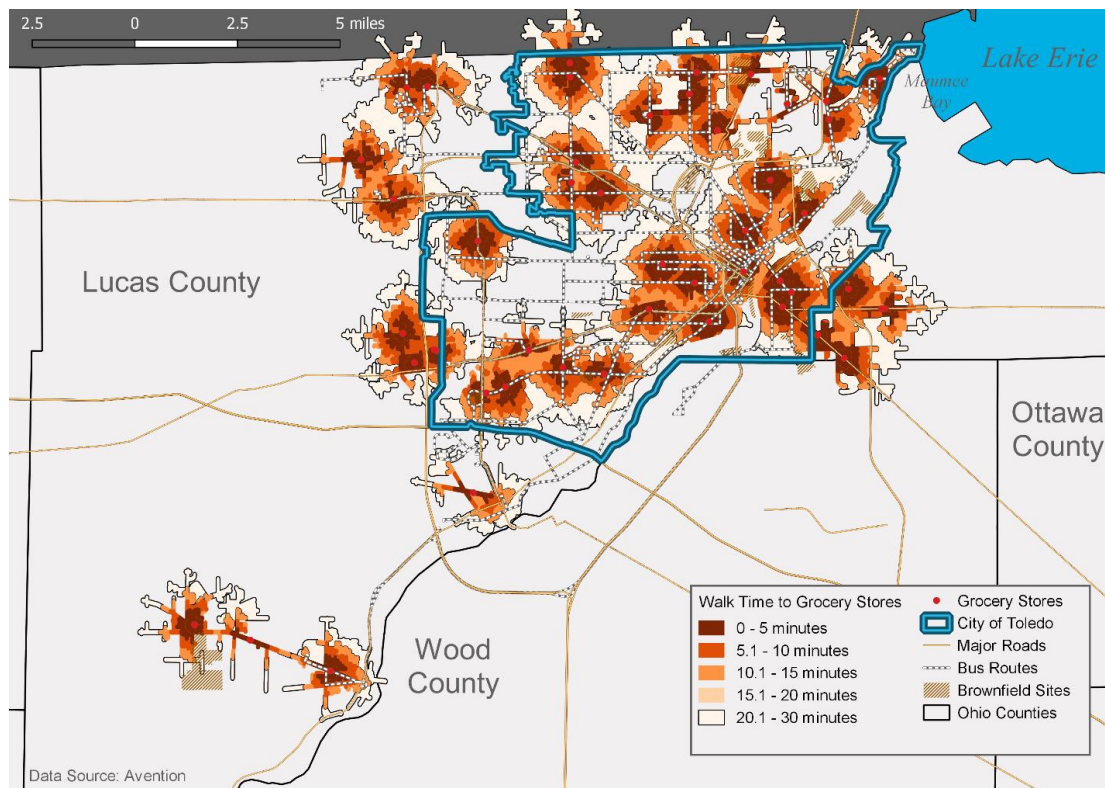 2.5 0 2.5 5 miles
Lake Erie
Maumee
Bay
Lucas County
Ottawa
County
Wood
County
Walk Time to Grocery Stores
0 - 5 minutes
5.1 - 10 minutes
10.1 - 15 minutes
15.1 - 20 minutes
20.1 - 30 minutes
Grocery Stores
City of Toledo
Major Roads
Bus Routes
Brownfield Sites
Ohio Counties
Data Source: Avention